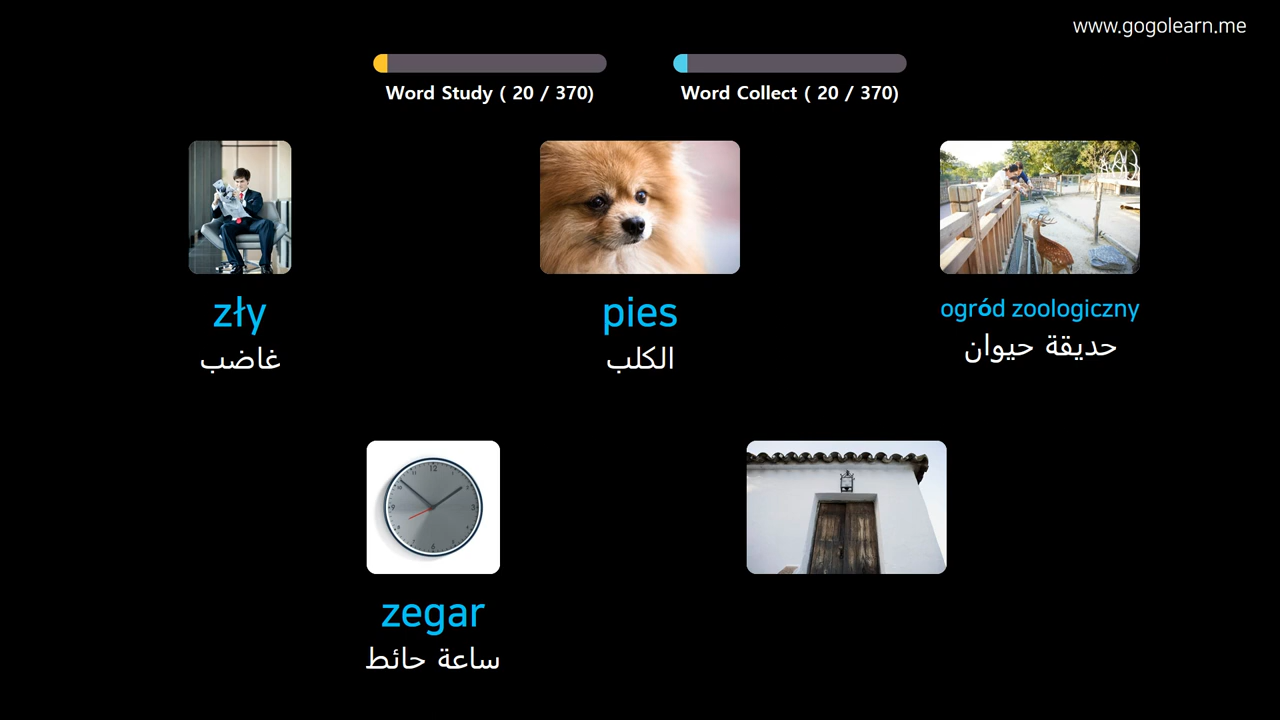 www.gogolearn.me
Word Study ( 20 / 370)
Word Collect ( 20 / 370)
zły
غاضب
pies
الكلب
ogród zoologiczny
حديقة حيوان
zegar
ساعة حائط